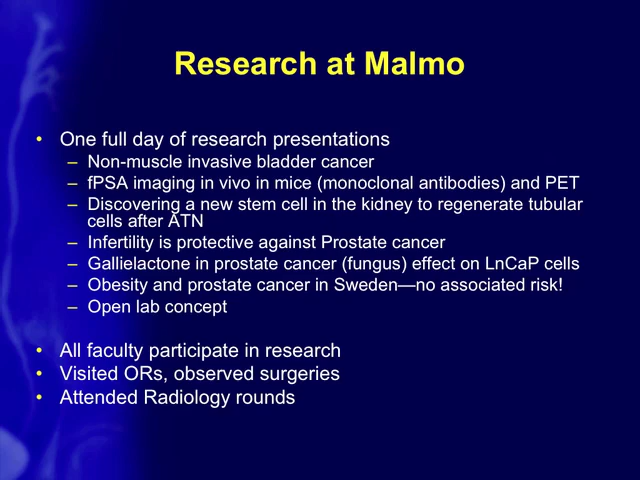 Research at Malmo
• One full day of research presentations
– Non-muscle invasive bladder cancer
– fPSA imaging in vivo in mice (monoclonal antibodies) and PET
– Discovering a new stem cell in the kidney to regenerate tubular
cells after ATN
– Infertility is protective against Prostate cancer
– Gallielactone in prostate cancer (fungus) effect on LnCaP cells
– Obesity and prostate cancer in Sweden—no associated risk!
– Open lab concept
• All faculty participate in research
• Visited ORs, observed surgeries
• Attended Radiology rounds